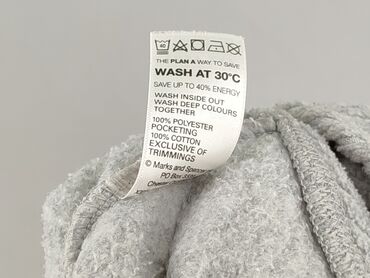 40
THE PLAN A WAY TO SAVE
WASH AT 30°C
SAVE UP TO 40% ENERGY
WASH INSIDE OUT
WASH DEEP COLOURS
TOGETHER
100% POLYESTER
POCKETING
100% COTTON
EXCLUSIVE OF
TRIMMINGS
© Marks and Spencer
PO Box